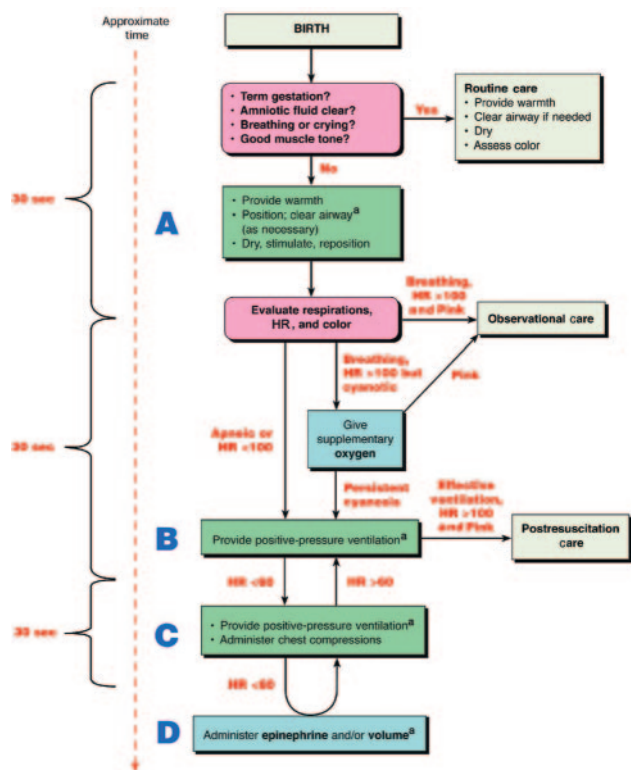 Approximate
time
BIRTH
• Term gestation?
• Amniotic fluid clear?
• Breathing or crying?
• Good muscle tone?
Yes
Routine care
• Provide warmth
• Clear airway if needed
• Dry
• Assess color
No
30 sec
A
• Provide warmth
• Position; clear airwayᵃ
(as necessary)
• Dry, stimulate, reposition
Evaluate respirations,
HR, and color
Breathing,
HR >100
and Pink
Observational care
Breathing,
HR >100 but
cyanotic
Pink
30 sec
Apneic or
HR <100
Give
supplementary
oxygen
Persistent
cyanosis
Effective
ventilation,
HR >100
and Pink
B
Provide positive-pressure ventilationᵃ
Postresuscitation
care
HR <60
HR >60
30 sec
C
• Provide positive-pressure ventilationᵃ
• Administer chest compressions
HR <60
D
Administer epinephrine and/or volumeᵃ